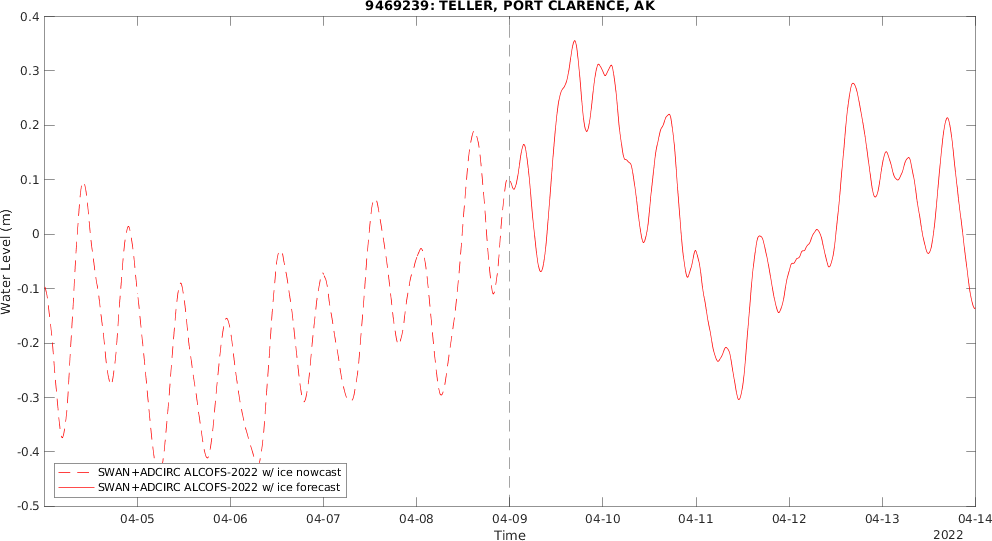 9469239: TELLER, PORT CLARENCE, AK
0.4
0.3
0.2
0.1
0
-0.1
-0.2
-0.3
-0.4
-0.5
Water Level (m)
SWAN+ADCIRC ALCOFS-2022 w/ ice nowcast
SWAN+ADCIRC ALCOFS-2022 w/ ice forecast
04-05 04-06 04-07 04-08 04-09 04-10 04-11 04-12 04-13 04-14
Time
2022